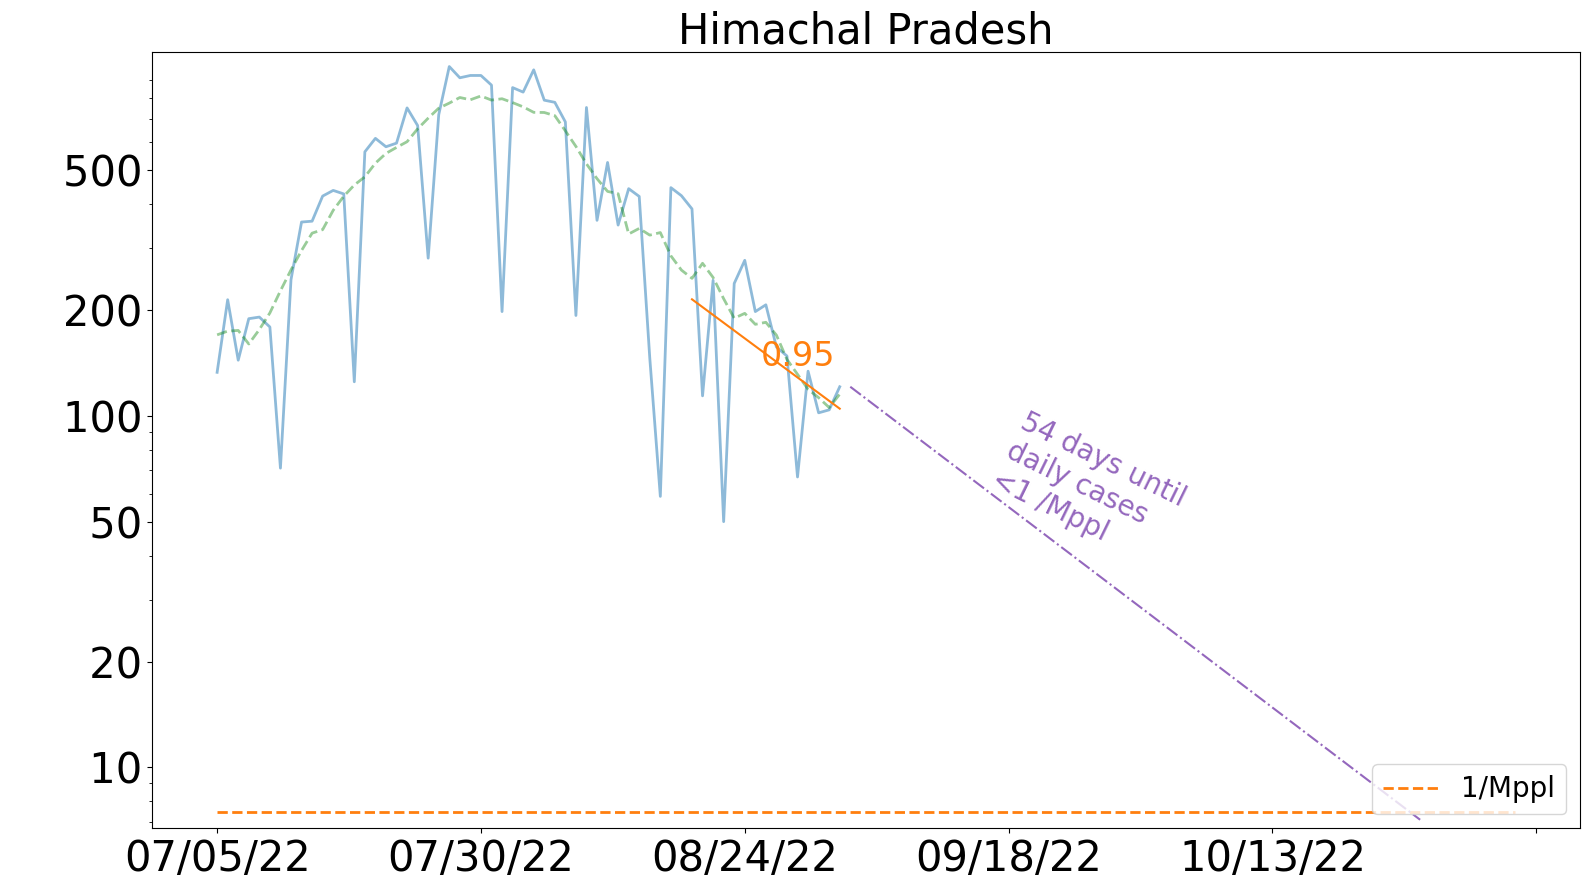 Himachal Pradesh
500
200
100
50
20
10
0.95
54 days until
daily cases
<1 /Mppl
1/Mppl
07/05/22
07/30/22
08/24/22
09/18/22
10/13/22